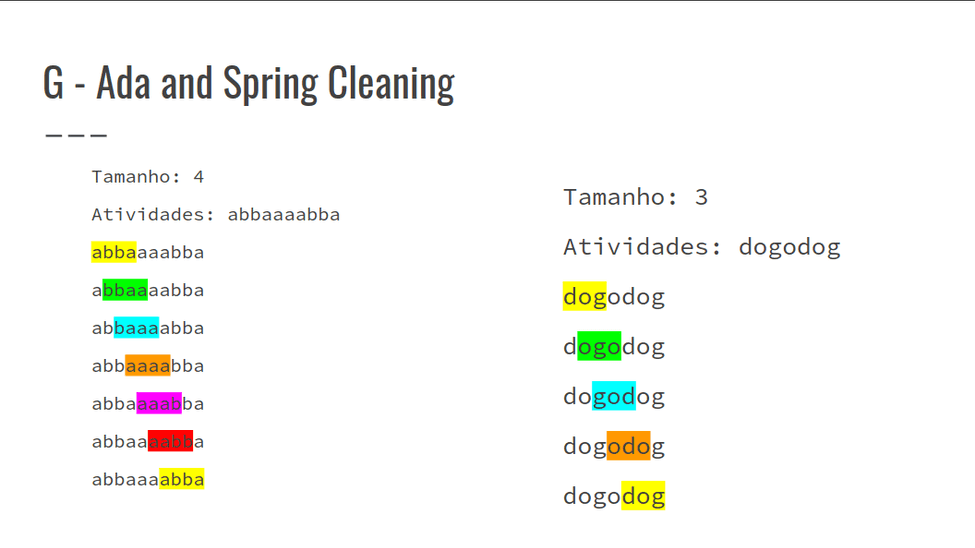 G - Ada and Spring Cleaning
Tamanho: 4
Atividades: abbaaaabba
abbaaaabba
abbaaaabba
abbaaaabba
abbaaaabba
abbaaaabba
abbaaaabba
abbaaaabba
Tamanho: 3
Atividades: dogodog
dogodog
dogodog
dogodog
dogodog
dogodog